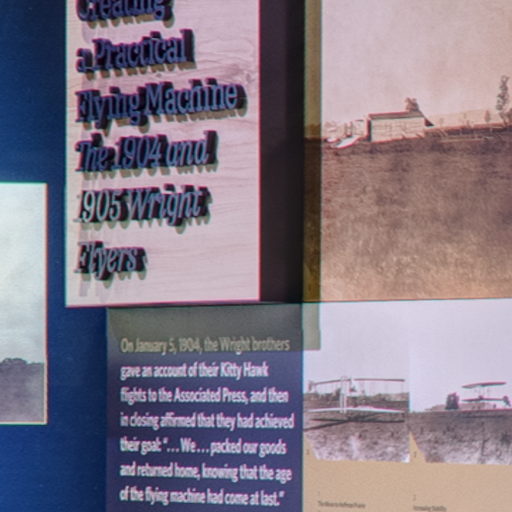 Creating
a Practical
Flying Machine
The 1904 and
1905 Wright
Flyers
On January 5, 1904, the Wright brothers
gave an account of their Kitty Hawk
flights to the Associated Press, and then
in closing affirmed that they had achieved
their goal: “... We...packed our goods
and returned home, knowing that the age
of the flying machine had come at last.”